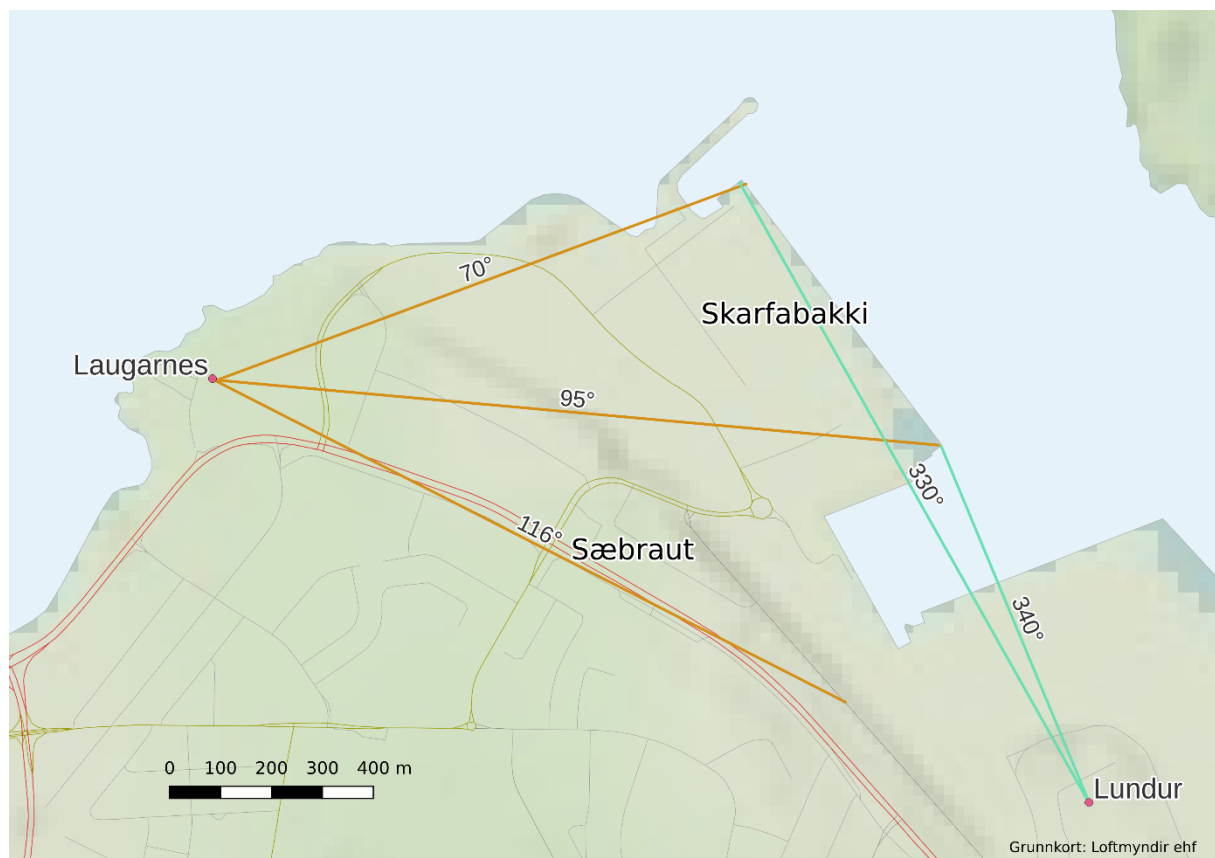 70°
Skarfabakki
Laugarnes
95°
330°
116°
Sæbraut
340°
0 100 200 300 400 m
Lundur
Grunnkort: Loftmyndir ehf